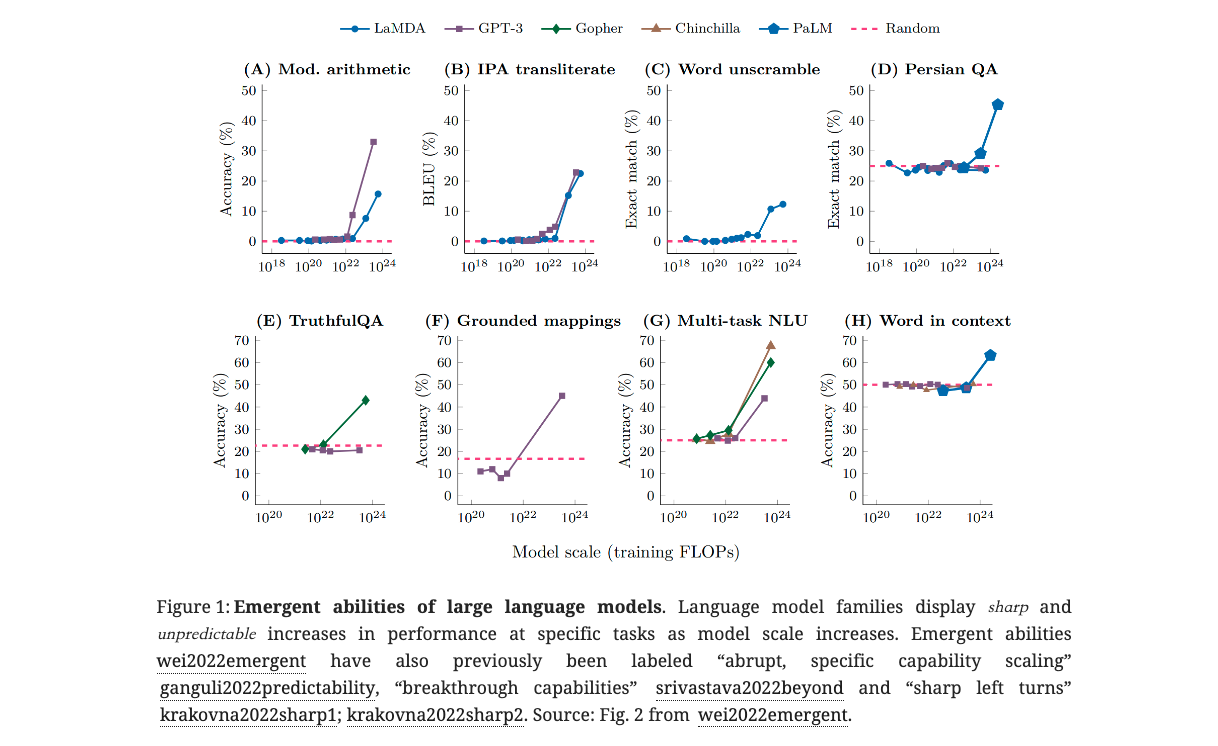 LaMDA GPT-3 Gopher Chinchilla PaLM Random
(A) Mod. arithmetic (B) IPA transliterate (C) Word unscramble (D) Persian QA
Accuracy (%)
50
40
30
20
10
0
10^18 10^20 10^22 10^24
BLEU (%)
50
40
30
20
10
0
10^18 10^20 10^22 10^24
Exact match (%)
50
40
30
20
10
0
10^18 10^20 10^22 10^24
Exact match (%)
50
40
30
20
10
0
10^18 10^20 10^22 10^24
(E) TruthfulQA (F) Grounded mappings (G) Multi-task NLU (H) Word in context
Accuracy (%)
70
60
50
40
30
20
10
0
10^20 10^22 10^24
Accuracy (%)
70
60
50
40
30
20
10
0
10^20 10^22 10^24
Accuracy (%)
70
60
50
40
30
20
10
0
10^20 10^22 10^24
Accuracy (%)
70
60
50
40
30
20
10
0
10^20 10^22 10^24
Model scale (training FLOPs)
Figure 1: Emergent abilities of large language models. Language model families display sharp and
unpredictable increases in performance at specific tasks as model scale increases. Emergent abilities
wei2022emergent have also previously been labeled “abrupt, specific capability scaling”
ganguli2022predictability, “breakthrough capabilities” srivastava2022beyond and “sharp left turns”
krakovna2022sharp1; krakovna2022sharp2. Source: Fig. 2 from wei2022emergent.